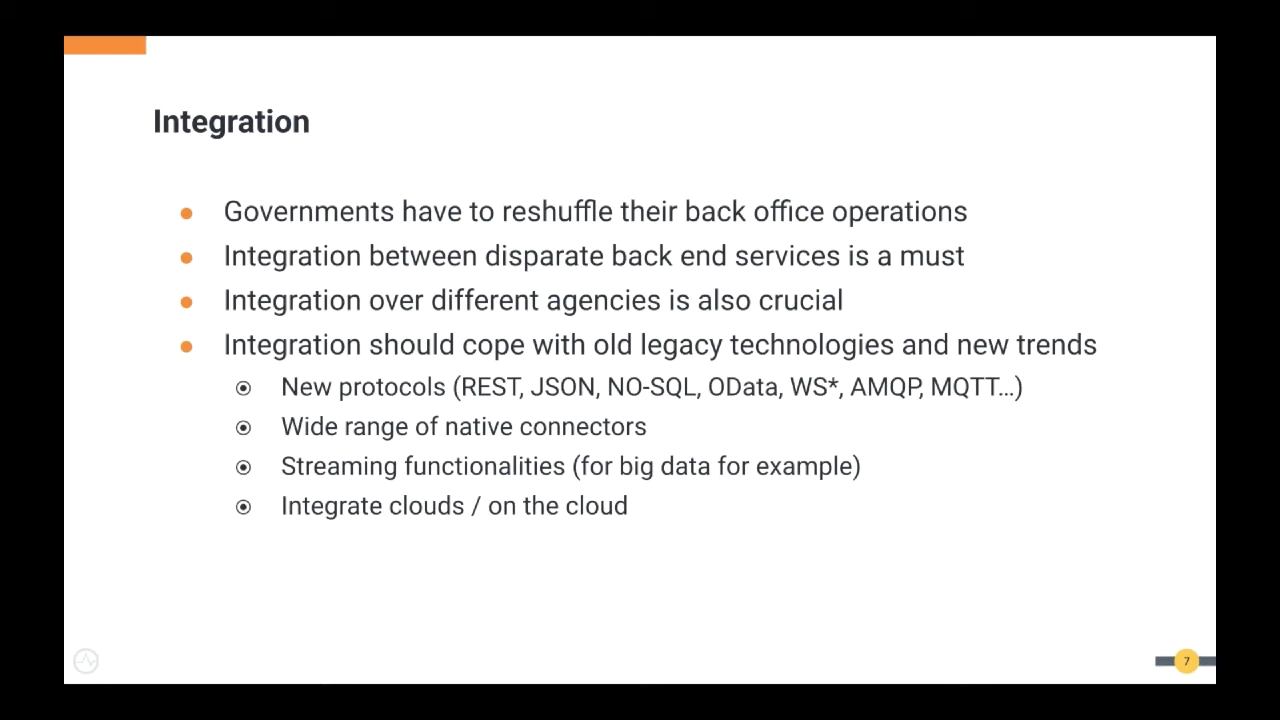 Integration
Governments have to reshuffle their back office operations
Integration between disparate back end services is a must
Integration over different agencies is also crucial
Integration should cope with old legacy technologies and new trends
New protocols (REST, JSON, NO-SQL, OData, WS*, AMQP, MQTT...)
Wide range of native connectors
Streaming functionalities (for big data for example)
Integrate clouds / on the cloud
7